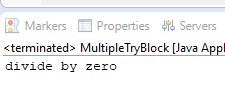 Markers Properties Servers
<terminated> MultipleTryBlock [Java Appl
divide by zero